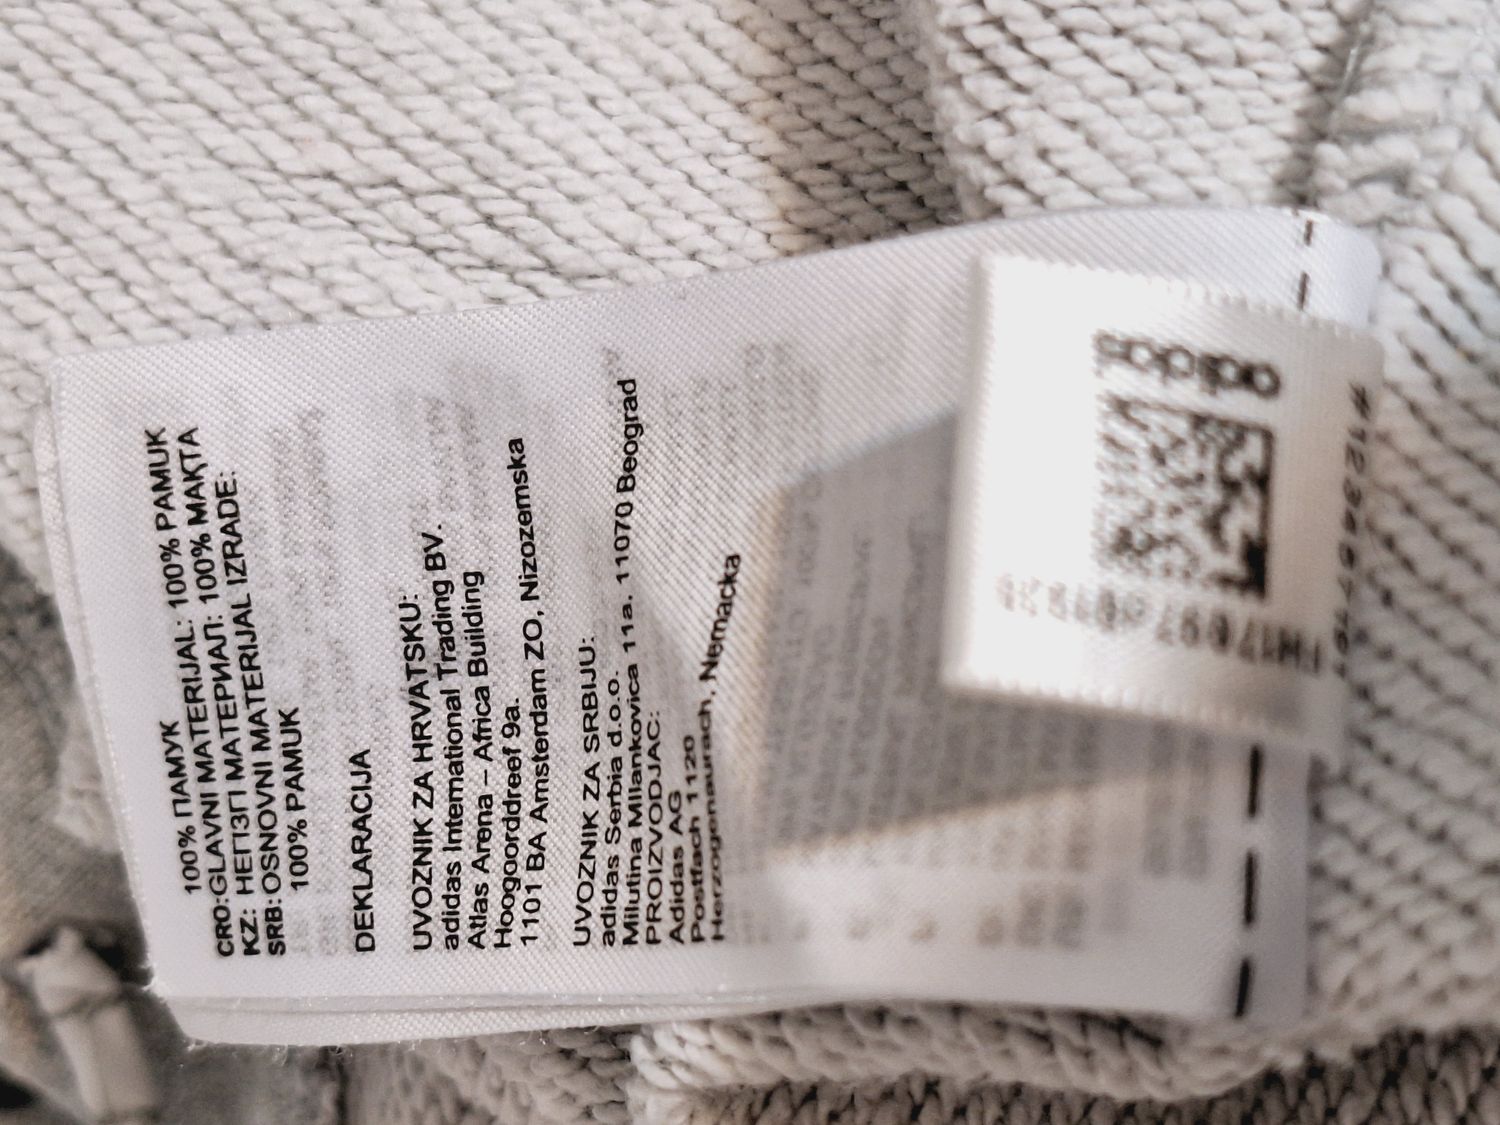 100% ПАМУК
CRO:GLAVNI MATERIJAL: 100% PAMUK
KZ: НЕГІЗГІ МАТЕРИАЛ: 100% МАҚТА
SRB: OSNOVNI MATERIJAL IZRADE:
100% PAMUK
DEKLARACIJA
UVOZNIK ZA HRVATSKU:
adidas International Trading BV.
Atlas Arena – Africa Building
Hoogoorddreef 9a.
1101 BA Amsterdam ZO, Nizozemska
UVOZNIK ZA SRBIJU:
adidas Serbia d.o.o.
Milutina Milankovica 11a. 11070 Beograd
PROIZVODJAC:
Adidas AG
Postfach 1120
Herzogenaurach, Nemacka
adidas